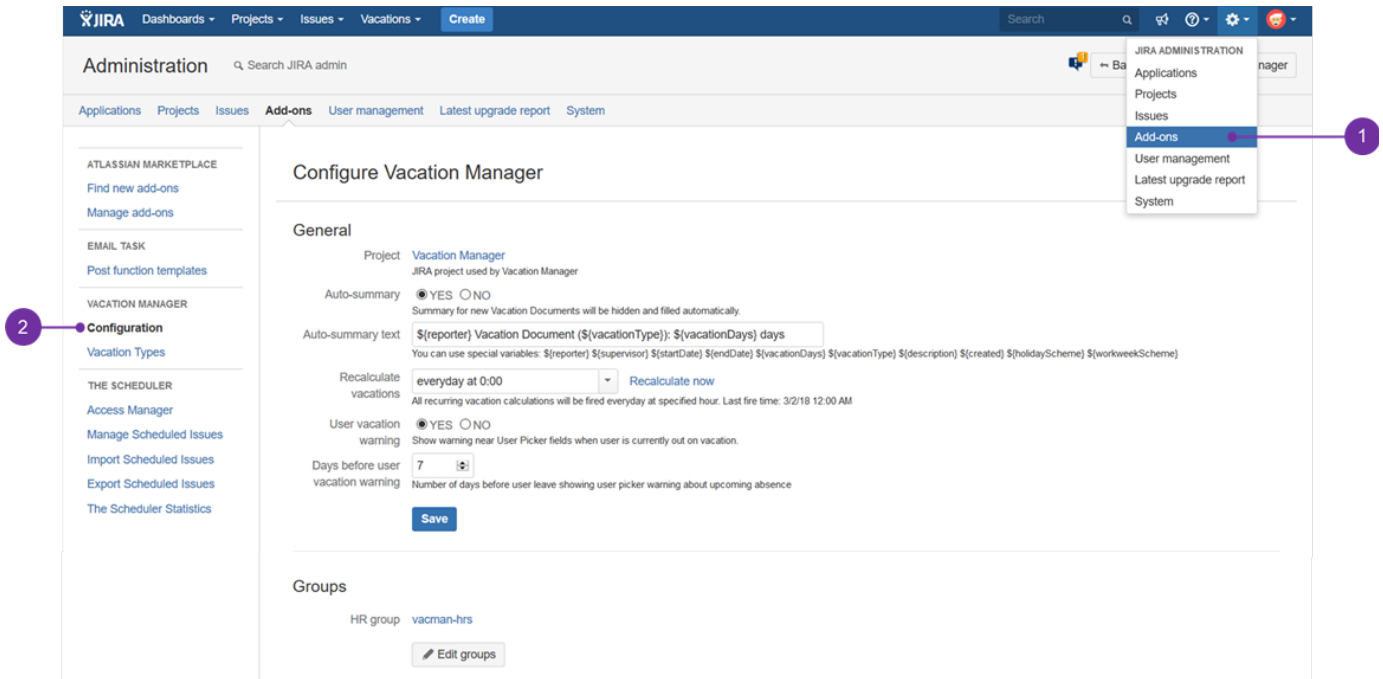 JIRA Dashboards Projects Issues Vacations Create Search
Administration Search JIRA admin
Ba
nager
JIRA ADMINISTRATION
Applications
Projects
Issues
Add-ons
User management
Latest upgrade report
System
1
Applications Projects Issues Add-ons User management Latest upgrade report System
ATLASSIAN MARKETPLACE
Find new add-ons
Manage add-ons
EMAIL TASK
Post function templates
VACATION MANAGER
2
Configuration
Vacation Types
THE SCHEDULER
Access Manager
Manage Scheduled Issues
Import Scheduled Issues
Export Scheduled Issues
The Scheduler Statistics
Configure Vacation Manager
General
Project Vacation Manager
JIRA project used by Vacation Manager
Auto-summary YES NO
Summary for new Vacation Documents will be hidden and filled automatically.
Auto-summary text ${reporter} Vacation Document (${vacationType}): ${vacationDays} days
You can use special variables: ${reporter} ${supervisor} ${startDate} ${endDate} ${vacationDays} ${vacationType} ${description} ${created} ${holidayScheme} ${workweekScheme}
Recalculate vacations everyday at 0:00 Recalculate now
All recurring vacation calculations will be fired everyday at specified hour. Last fire time: 3/2/18 12:00 AM
User vacation warning YES NO
Show warning near User Picker fields when user is currently out on vacation.
Days before user vacation warning 7
Number of days before user leave showing user picker warning about upcoming absence
Save
Groups
HR group vacman-hrs
Edit groups